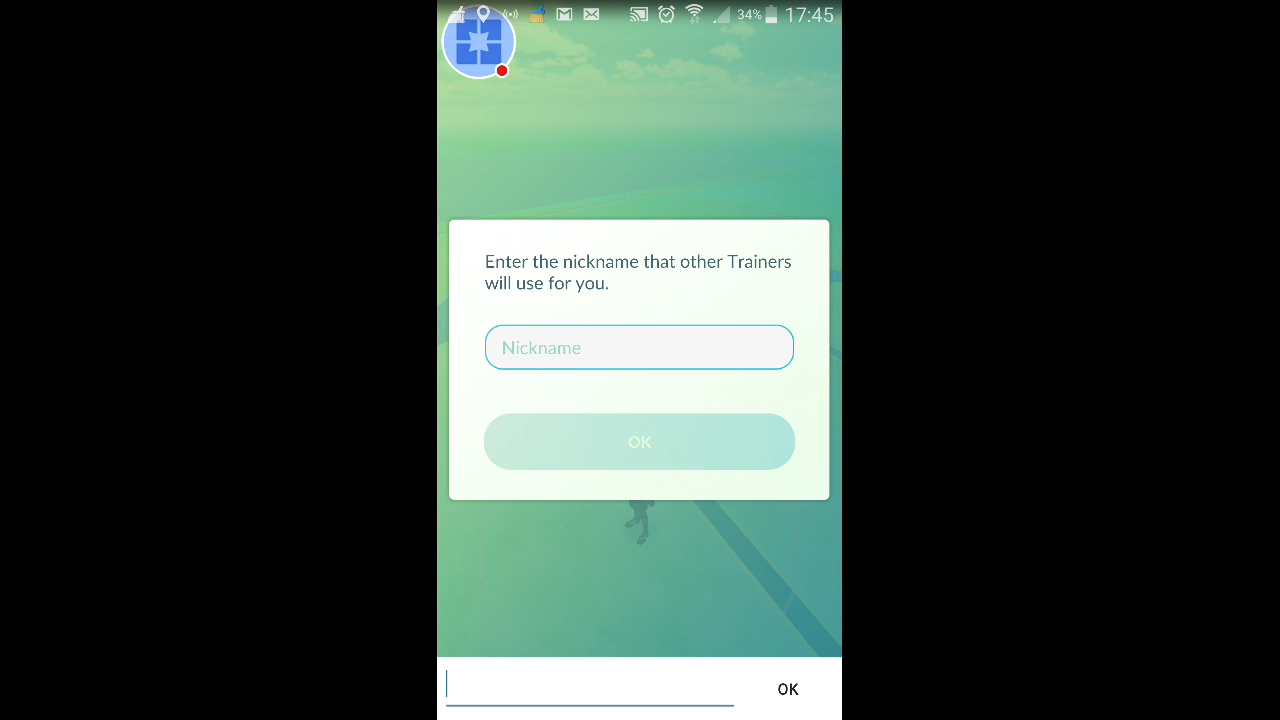 34% 17:45
Enter the nickname that other Trainers
will use for you.
Nickname
OK
OK